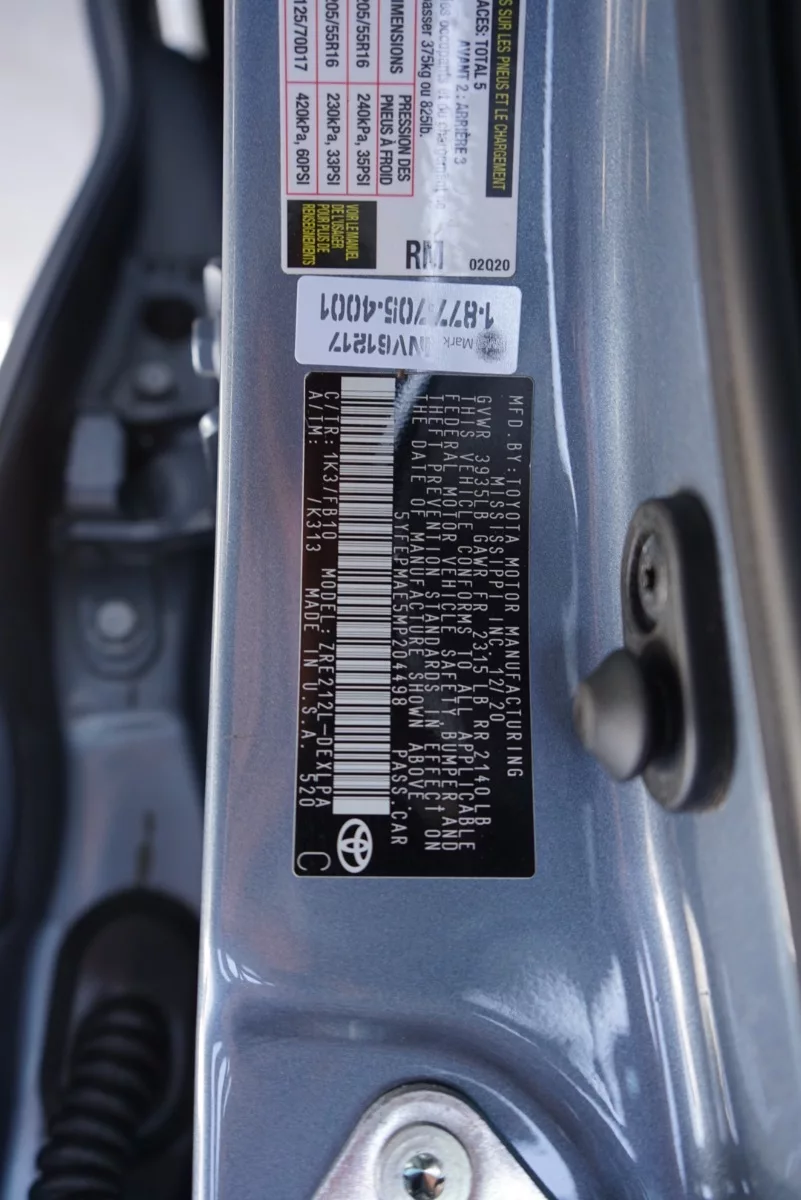 S SUR LES PNEUS ET LE CHARGEMENT
ACES: TOTAL 5
AVANT 2: ARRIÈRE 3
asser 375kg ou 825lb.
DIMENSIONS
PRESSION DES
PNEUS À FROID
205/55R16
240kPa, 35PSI
205/55R16
230kPa, 33PSI
125/70D17
420kPa, 60PSI
VOIR LE MANUEL
DE L'USAGER
POUR PLUS DE
RENSEIGNEMENTS
02Q20
Mark NV61217
1-877-705-4001
MFD. BY: TOYOTA MOTOR MANUFACTURING
MISSISSIPPI INC. 12/20
GVWR 3935LB GAWR FR 2315 LB RR 2140LB
THIS VEHICLE CONFORMS TO ALL APPLICABLE
FEDERAL MOTOR VEHICLE SAFETY BUMPER, AND
THEFT PREVENTION STANDARDS IN EFFECT ON
THE DATE OF MANUFACTURE SHOWN ABOVE.
5YFEPMAE5MP204498 PASS. CAR
C/TR: 1K3/FB10 MODEL: ZRE212L-DEXLPA
A/TM: /K313 MADE IN U.S.A. 520
C